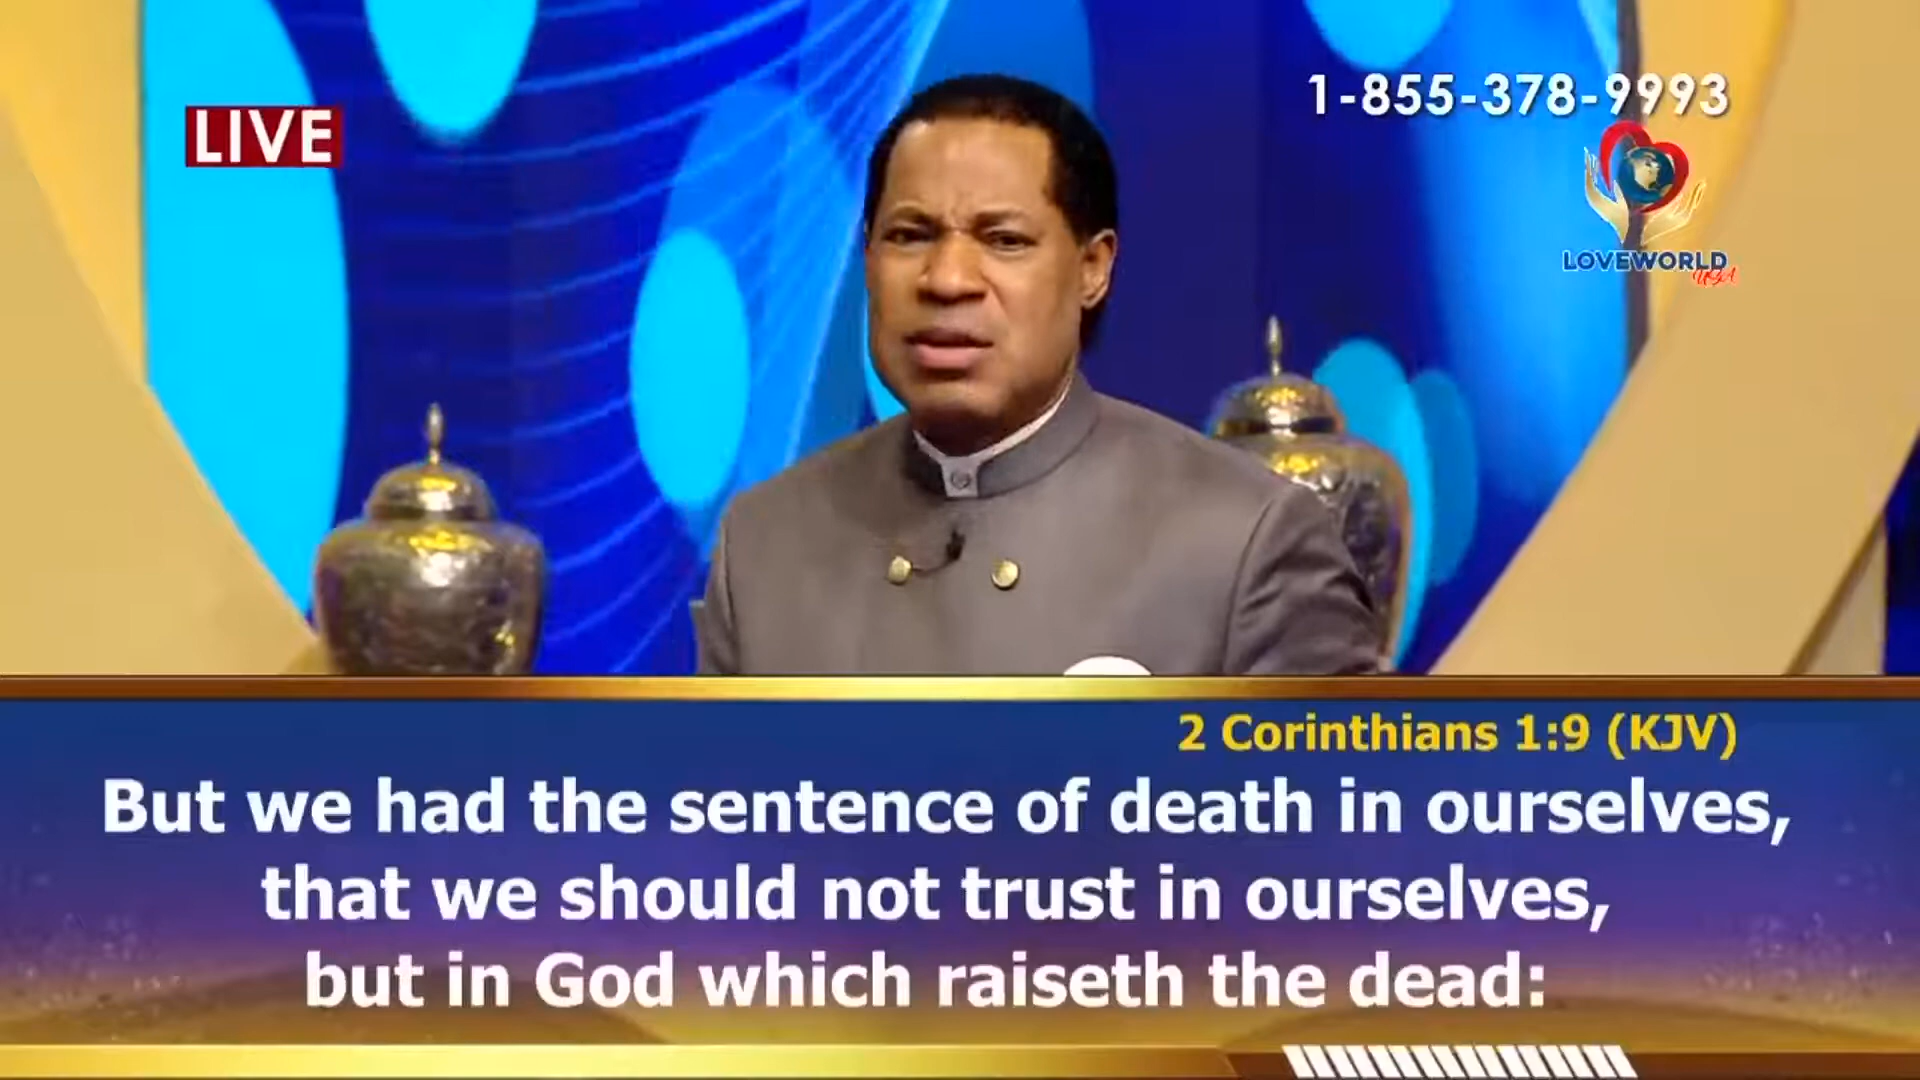 LIVE
1-855-378-9993
LOVEWORLD
USA
2 Corinthians 1:9 (KJV)
But we had the sentence of death in ourselves,
that we should not trust in ourselves,
but in God which raiseth the dead: